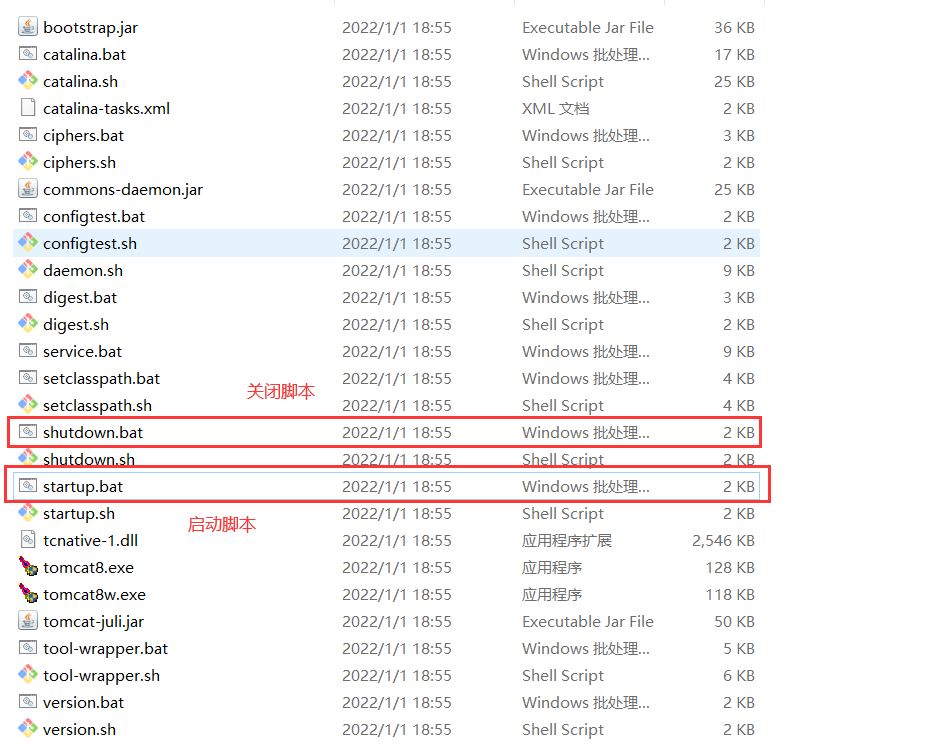 bootstrap.jar 2022/1/1 18:55 Executable Jar File 36 KB
catalina.bat 2022/1/1 18:55 Windows 批处理... 17 KB
catalina.sh 2022/1/1 18:55 Shell Script 25 KB
catalina-tasks.xml 2022/1/1 18:55 XML 文档 2 KB
ciphers.bat 2022/1/1 18:55 Windows 批处理... 3 KB
ciphers.sh 2022/1/1 18:55 Shell Script 2 KB
commons-daemon.jar 2022/1/1 18:55 Executable Jar File 25 KB
configtest.bat 2022/1/1 18:55 Windows 批处理... 2 KB
configtest.sh 2022/1/1 18:55 Shell Script 2 KB
daemon.sh 2022/1/1 18:55 Shell Script 9 KB
digest.bat 2022/1/1 18:55 Windows 批处理... 3 KB
digest.sh 2022/1/1 18:55 Shell Script 2 KB
service.bat 2022/1/1 18:55 Windows 批处理... 9 KB
setclasspath.bat 2022/1/1 18:55 Windows 批处理... 4 KB
关闭脚本
setclasspath.sh 2022/1/1 18:55 Shell Script 4 KB
shutdown.bat 2022/1/1 18:55 Windows 批处理... 2 KB
shutdown.sh 2022/1/1 18:55 Shell Script 2 KB
startup.bat 2022/1/1 18:55 Windows 批处理... 2 KB
startup.sh 2022/1/1 18:55 Shell Script 2 KB
启动脚本
tcnative-1.dll 2022/1/1 18:55 应用程序扩展 2,546 KB
tomcat8.exe 2022/1/1 18:55 应用程序 128 KB
tomcat8w.exe 2022/1/1 18:55 应用程序 118 KB
tomcat-juli.jar 2022/1/1 18:55 Executable Jar File 50 KB
tool-wrapper.bat 2022/1/1 18:55 Windows 批处理... 5 KB
tool-wrapper.sh 2022/1/1 18:55 Shell Script 6 KB
version.bat 2022/1/1 18:55 Windows 批处理... 2 KB
version.sh 2022/1/1 18:55 Shell Script 2 KB